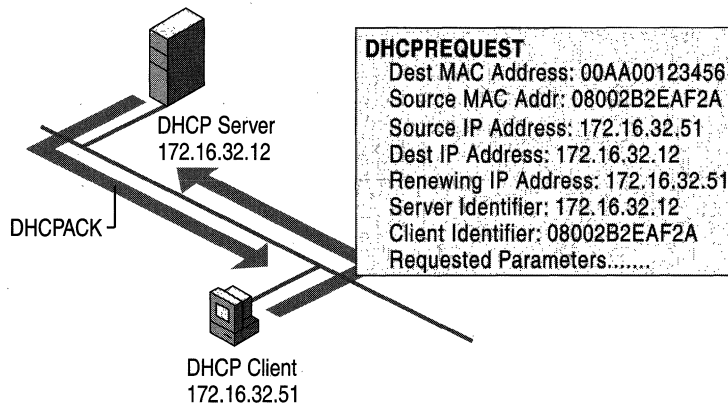 DHCP Server
172.16.32.12
DHCPACK
DHCP Client
172.16.32.51
DHCPREQUEST
Dest MAC Address: 00AA00123456
Source MAC Addr: 08002B2EAF2A
Source IP Address: 172.16.32.51
Dest IP Address: 172.16.32.12
Renewing IP Address: 172.16.32.51
Server Identifier: 172.16.32.12
Client Identifier: 08002B2EAF2A
Requested Parameters.......